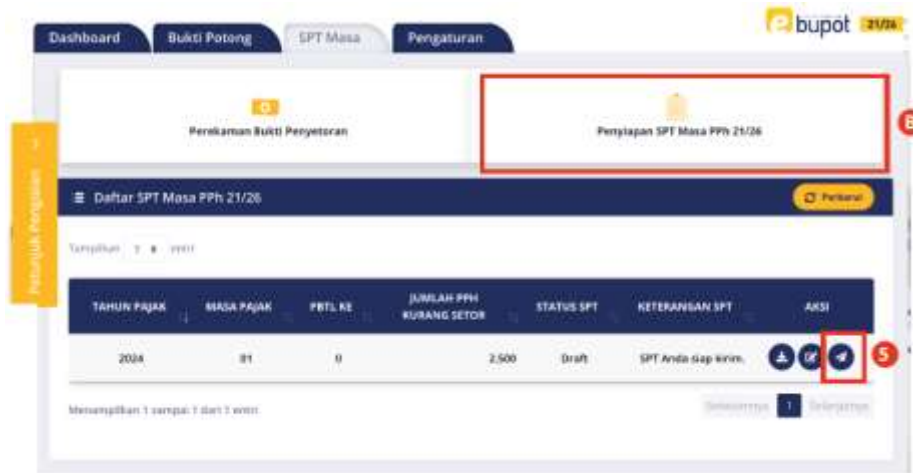 Dashboard Bukti Potong SPT Masa Pengaturan
ebupot 21/26
Perekaman Bukti Penyetoran
Penyiapan SPT Masa PPh 21/26
Petunjuk Pengisian
Daftar SPT Masa PPh 21/26
Perbarui
Tampilkan entri
TAHUN PAJAK MASA PAJAK PBTL KE JUMLAH PPH KURANG SETOR STATUS SPT KETERANGAN SPT AKSI
2024 01 0 2,500 Draft SPT Anda siap kirim.
5
Menampilkan 1 sampai 1 dari 1 entri
Sebelumnya 1 Selanjutnya